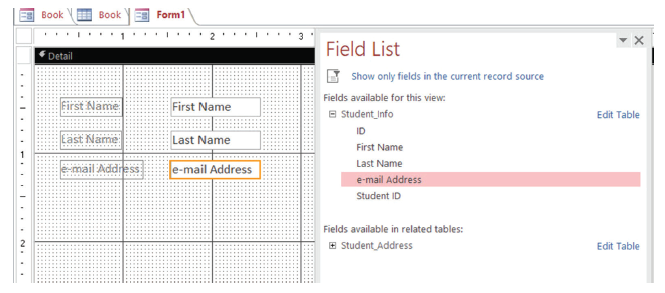 Book Book Form1
1 2 3
Detail
First Name First Name
Last Name Last Name
1
e-mail Address e-mail Address
2
Field List
Show only fields in the current record source
Fields available for this view:
Student_Info Edit Table
ID
First Name
Last Name
e-mail Address
Student ID
Fields available in related tables:
Student_Address Edit Table